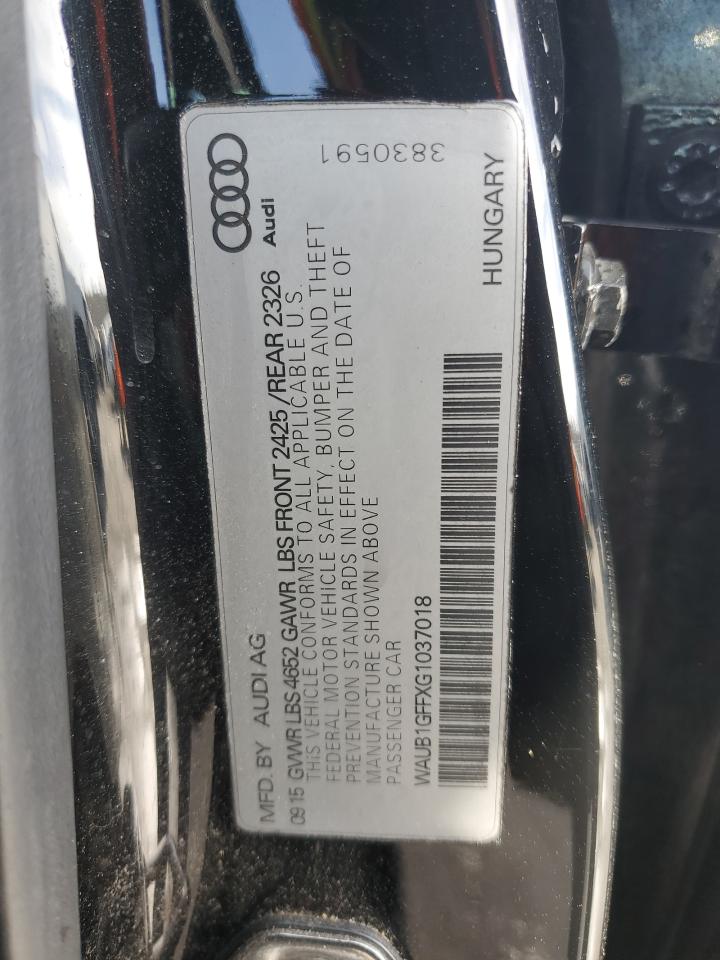 3830591
Audi
MFD. BY AUDI AG
09 15 GVWR LBS 4652 GAWR LBS FRONT 2425 /REAR 2326
THIS VEHICLE CONFORMS TO ALL APPLICABLE U.S.
FEDERAL MOTOR VEHICLE SAFETY, BUMPER AND THEFT
PREVENTION STANDARDS IN EFFECT ON THE DATE OF
MANUFACTURE SHOWN ABOVE
PASSENGER CAR
WAUB1GFFXG1037018
HUNGARY